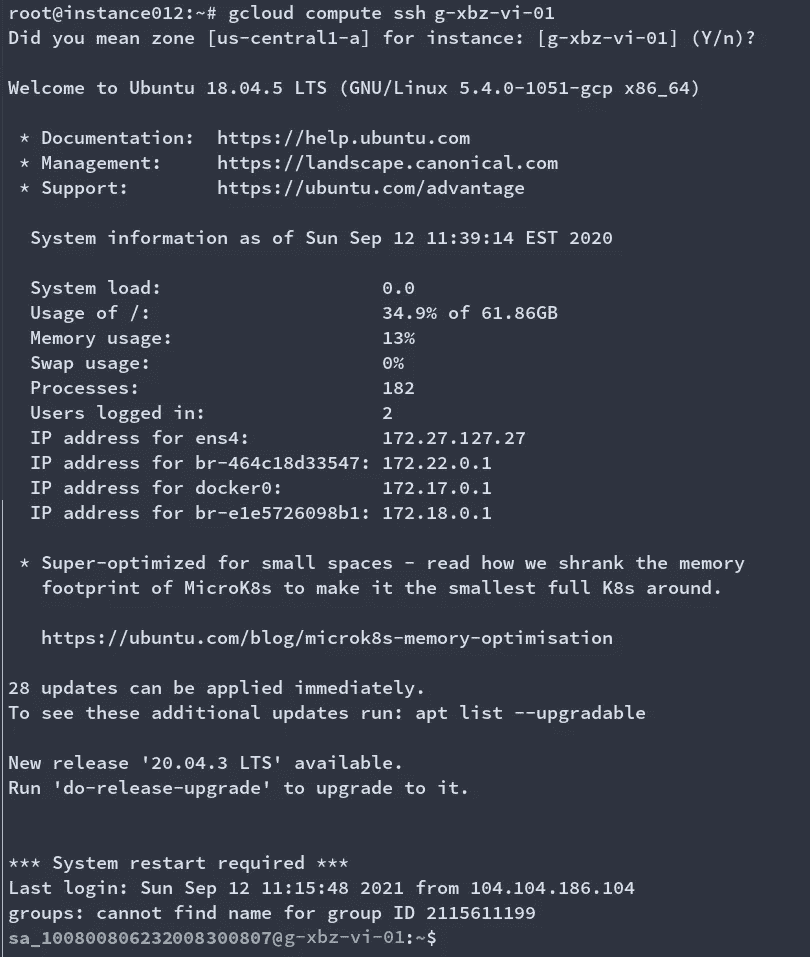 root@instance012:~# gcloud compute ssh g-xbz-vi-01
Did you mean zone [us-central1-a] for instance: [g-xbz-vi-01] (Y/n)?
Welcome to Ubuntu 18.04.5 LTS (GNU/Linux 5.4.0-1051-gcp x86_64)
* Documentation: https://help.ubuntu.com
* Management: https://landscape.canonical.com
* Support: https://ubuntu.com/advantage
System information as of Sun Sep 12 11:39:14 EST 2020
System load: 0.0
Usage of /: 34.9% of 61.86GB
Memory usage: 13%
Swap usage: 0%
Processes: 182
Users logged in: 2
IP address for ens4: 172.27.127.27
IP address for br-464c18d33547: 172.22.0.1
IP address for docker0: 172.17.0.1
IP address for br-e1e5726098b1: 172.18.0.1
* Super-optimized for small spaces - read how we shrank the memory
footprint of MicroK8s to make it the smallest full K8s around.
https://ubuntu.com/blog/microk8s-memory-optimisation
28 updates can be applied immediately.
To see these additional updates run: apt list --upgradable
New release '20.04.3 LTS' available.
Run 'do-release-upgrade' to upgrade to it.
*** System restart required ***
Last login: Sun Sep 12 11:15:48 2021 from 104.104.186.104
groups: cannot find name for group ID 2115611199
sa_100800806232008300807@g-xbz-vi-01:~$